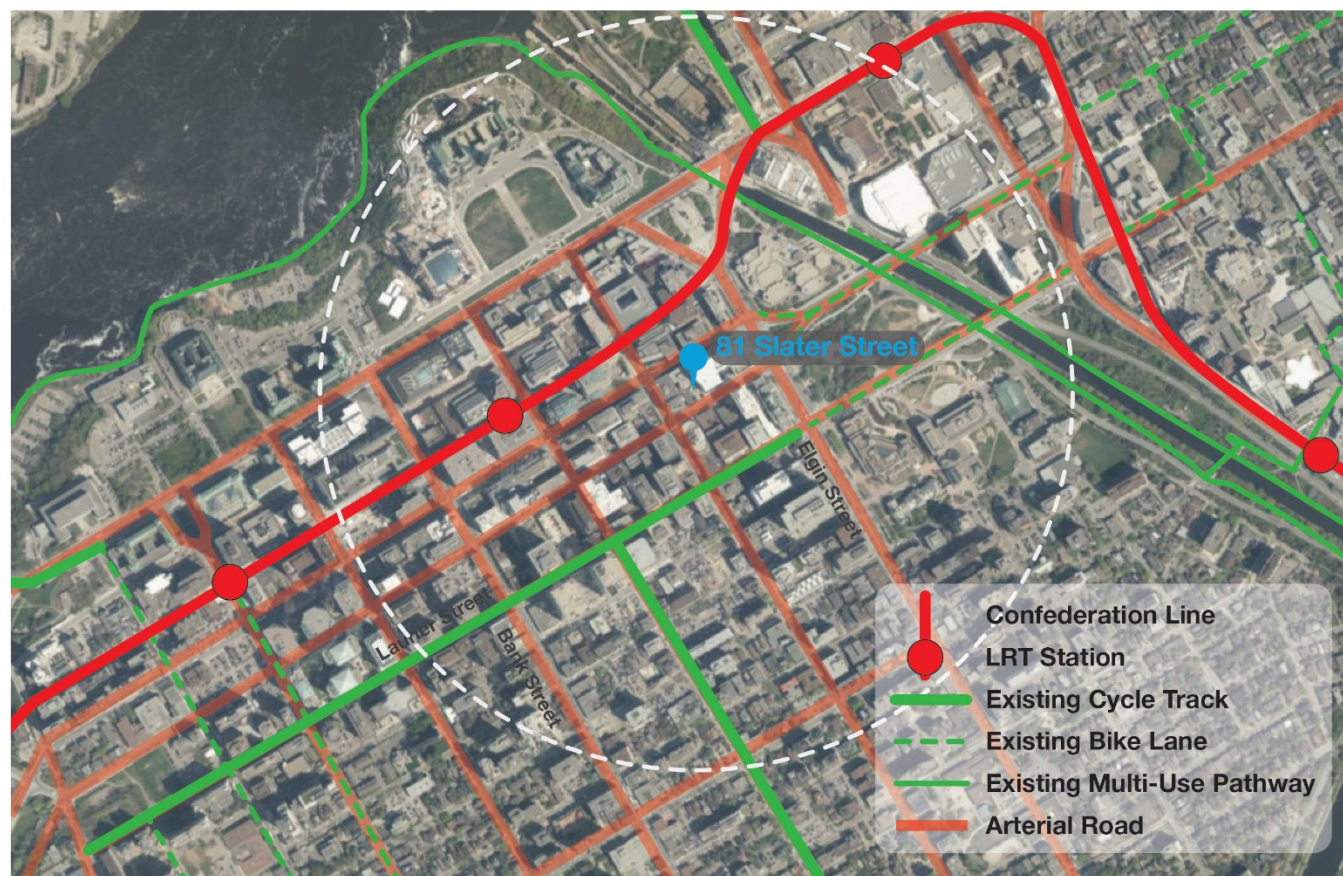 81 Slater Street
Elgin Street
Laurier Street
Bank Street
Confederation Line
LRT Station
Existing Cycle Track
Existing Bike Lane
Existing Multi-Use Pathway
Arterial Road